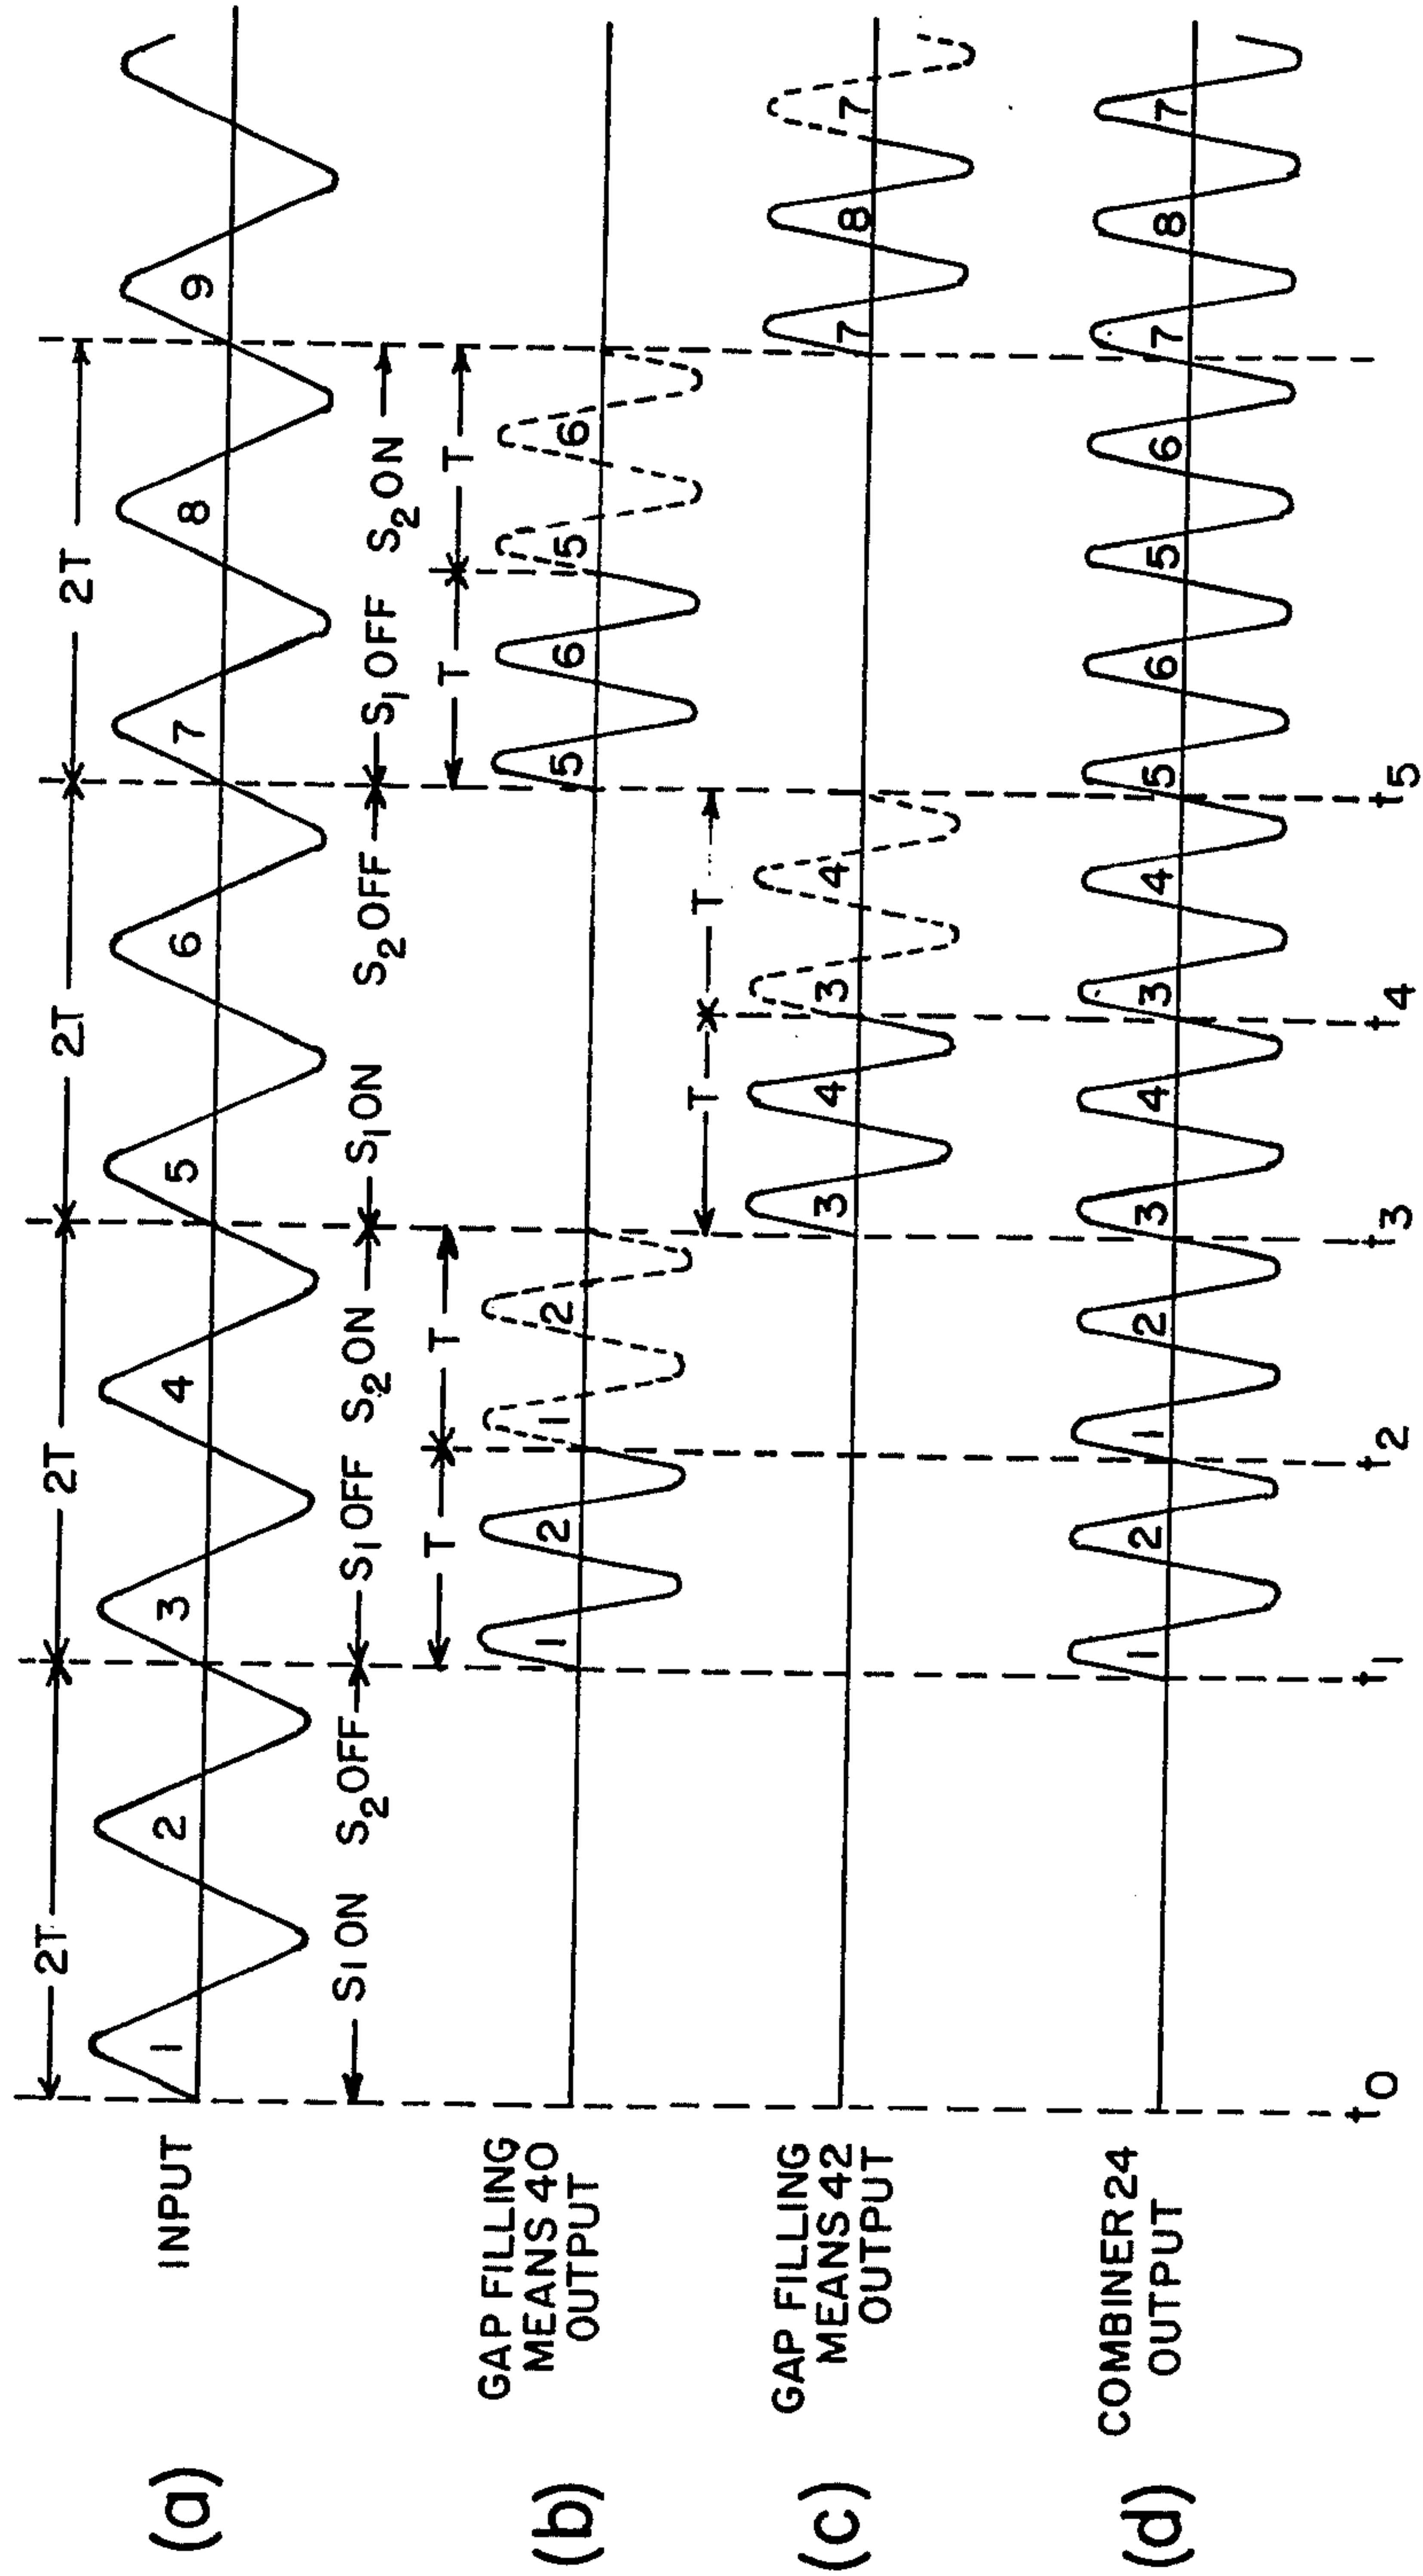 (a) INPUT
2T 2T 2T 2T
1 2 3 4 5 6 7 8 9
S1 ON S2 OFF S1 OFF S2 ON S1 ON S2 OFF S1 OFF S2 ON
(b) GAP FILLING
MEANS 40
OUTPUT
T T T T
1 2 1 2 5 6 5 6
(c) GAP FILLING
MEANS 42
OUTPUT
T T
3 4 3 4 7 8 7
(d) COMBINER 24
OUTPUT
1 2 1 2 3 4 3 4 5 6 5 6 7 8 7
t0 t1 t2 t3 t4 t5